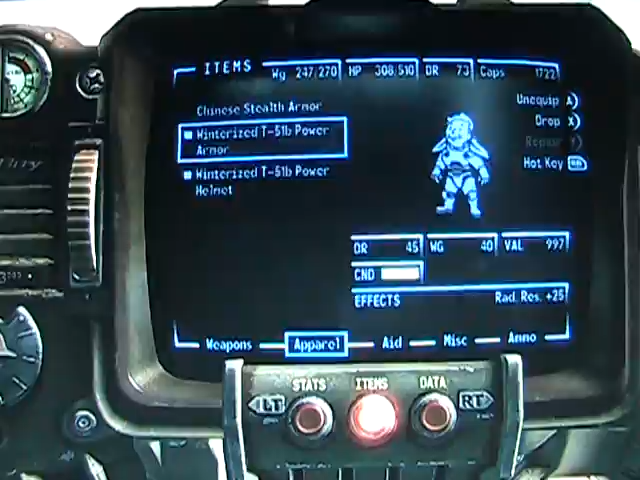 ITEMS Wg 247/270 HP 308/510 DR 73 Caps 1722
Chinese Stealth Armor
Winterized T-51b Power
Armor
Winterized T-51b Power
Helmet
Unequip A)
Drop X)
Repair Y)
Hot Key
DR 45 WG 40 VAL 997
CND
EFFECTS Rad. Res. +25
Weapons Apparel Aid Misc Ammo
STATS ITEMS DATA
LT RT